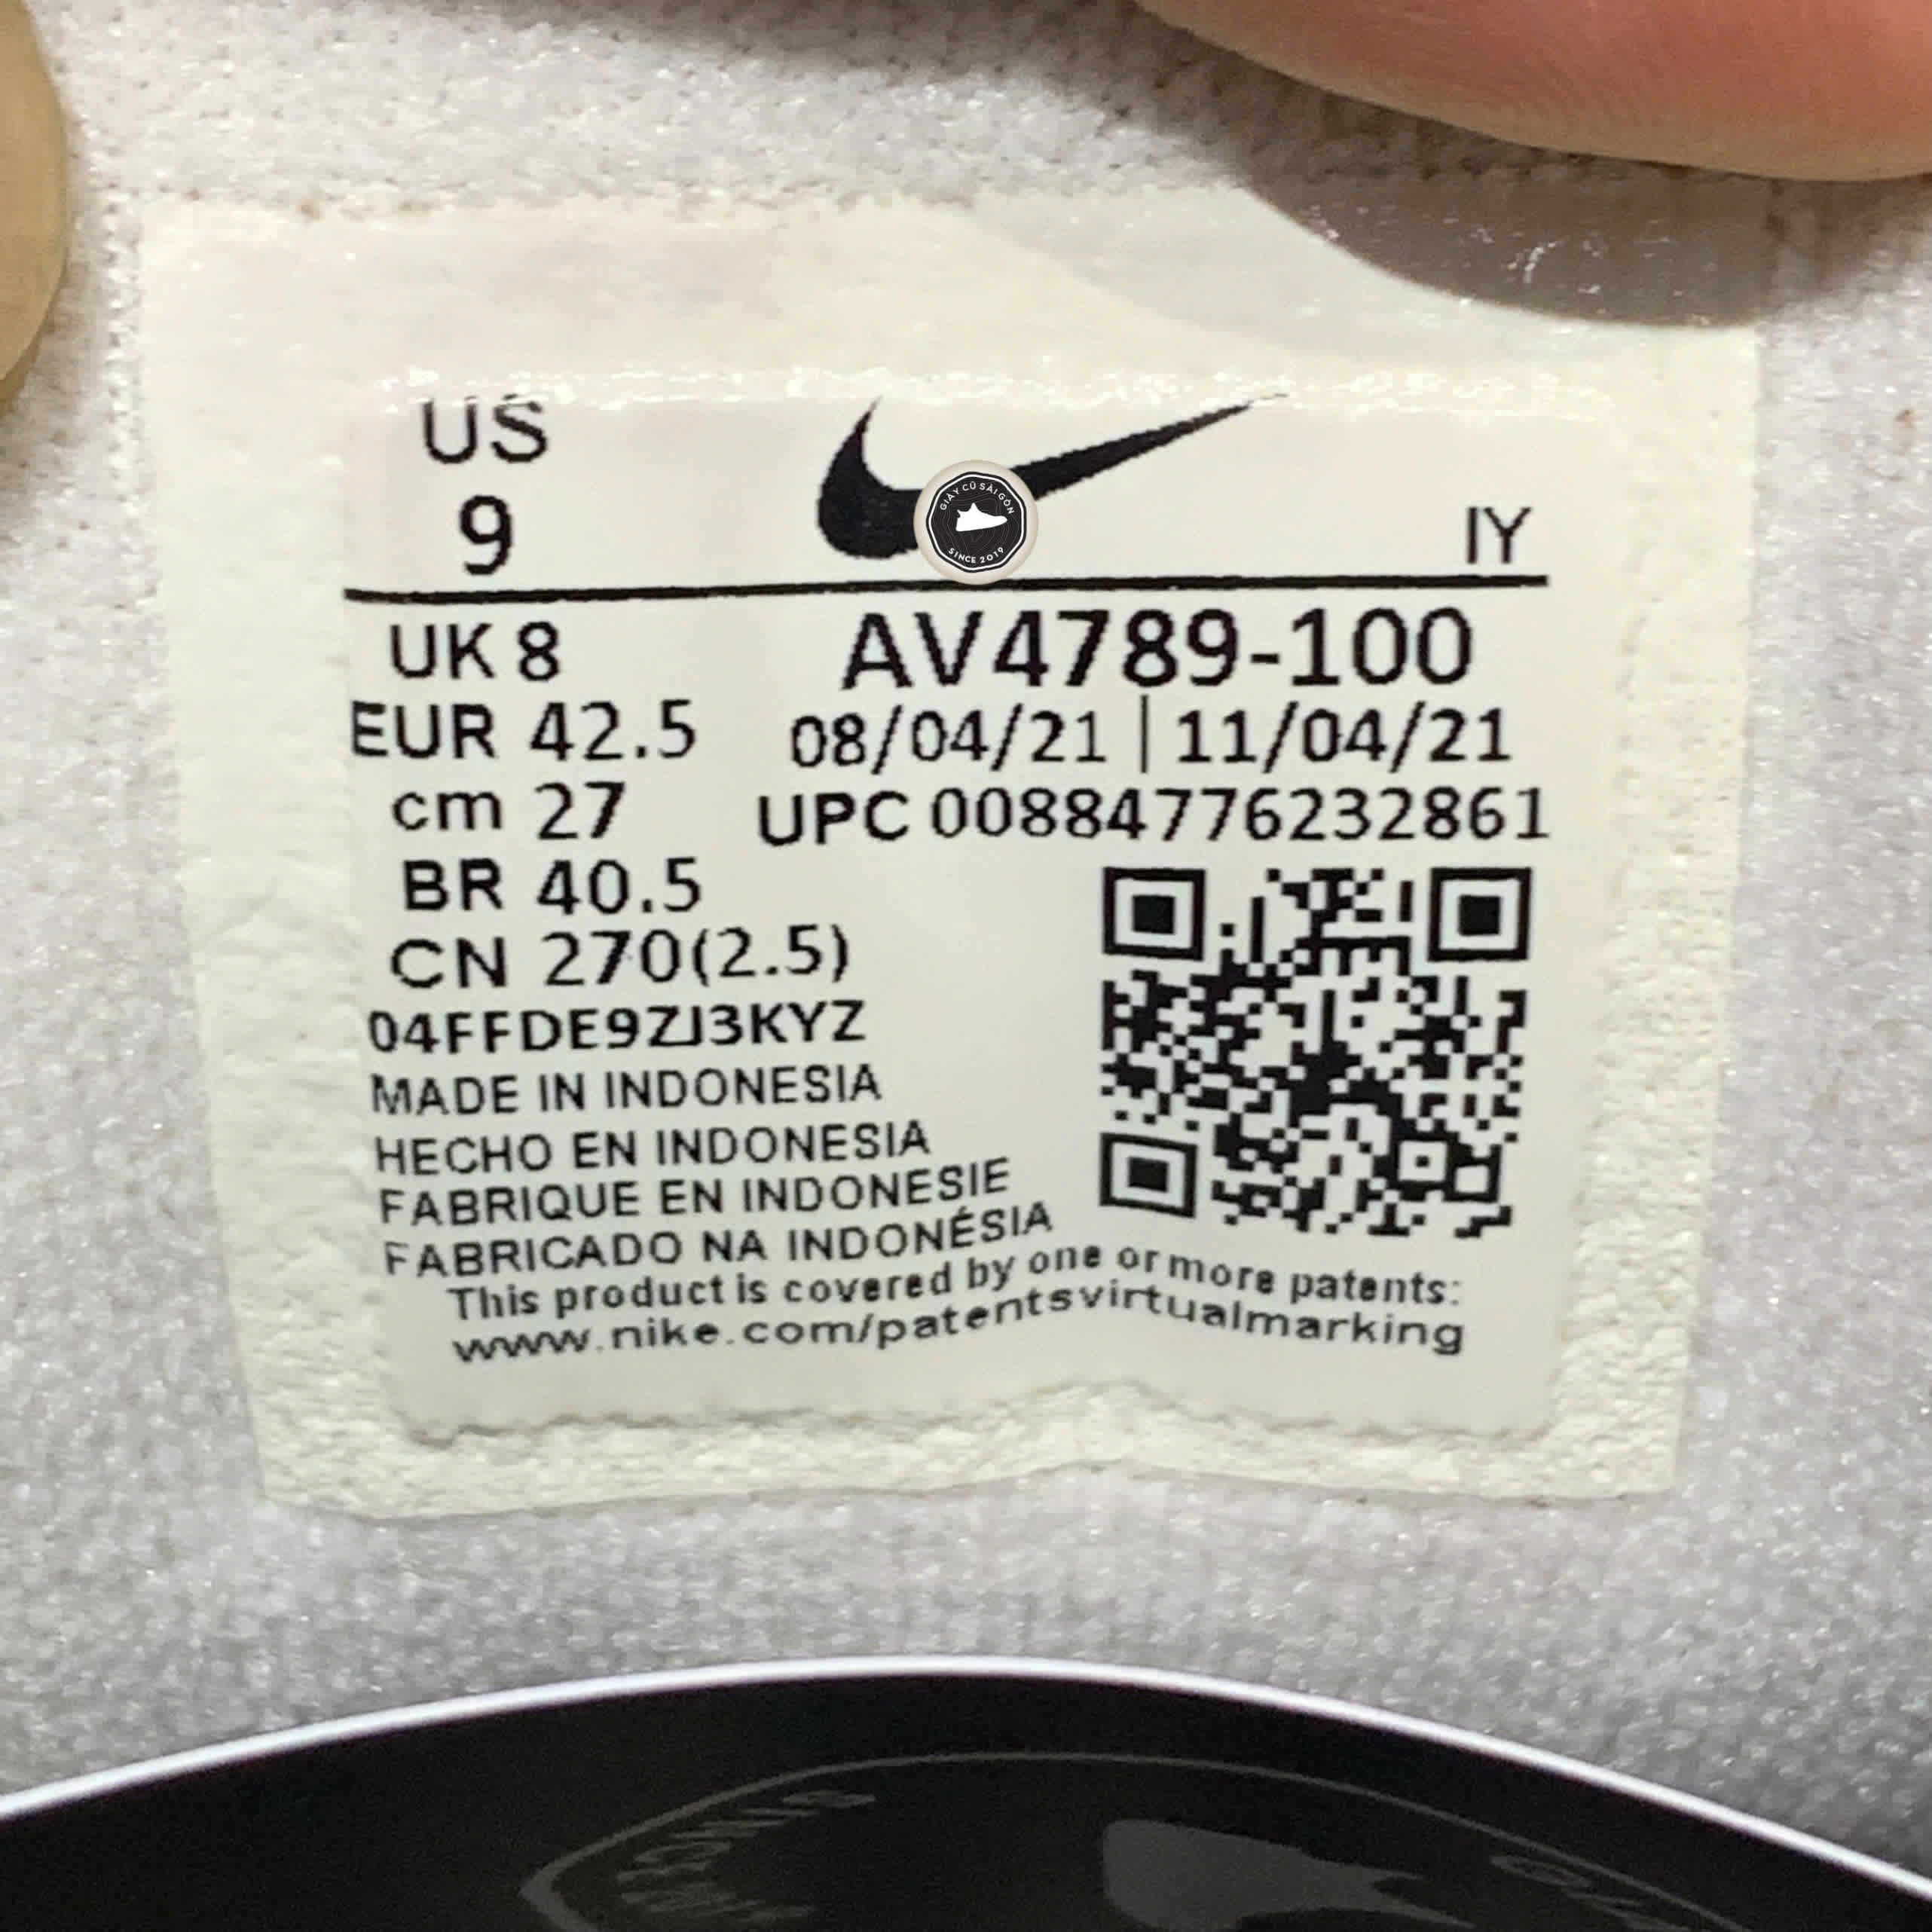 US
9
GIÀY CŨ SÀI GÒN
SINCE 2019
IY
UK 8
AV4789-100
EUR 42.5
08/04/21 | 11/04/21
cm 27
UPC 00884776232861
BR 40.5
CN 270(2.5)
04FFDE9ZJ3KYZ
MADE IN INDONESIA
HECHO EN INDONESIA
FABRIQUE EN INDONESIE
FABRICADO NA INDONÉSIA
This product is covered by one or more patents:
www.nike.com/patentsvirtualmarking